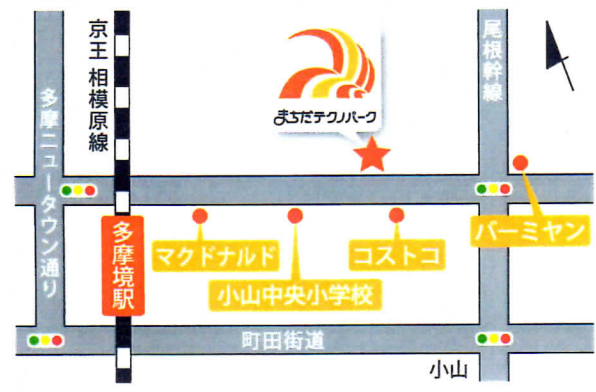 京王 相模原線
尾根幹線
多摩ニュータウン通り
まちだテクノパーク
多摩境駅
マクドナルド
小山中央小学校
コストコ
バーミヤン
町田街道
小山